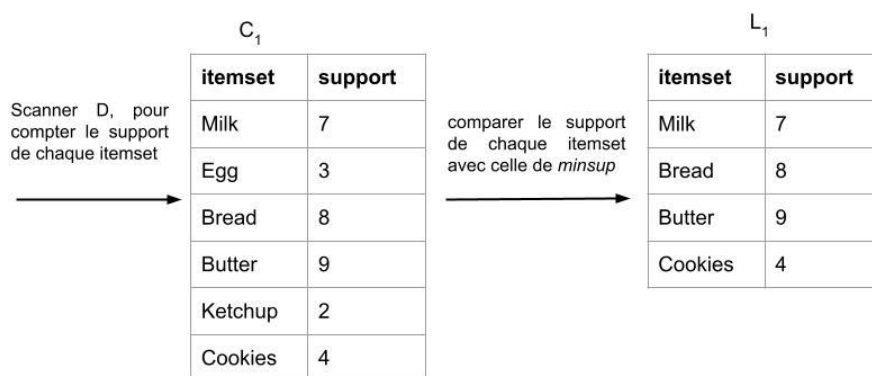 C1
L1
itemset support
Milk 7
Egg 3
Bread 8
Butter 9
Ketchup 2
Cookies 4
Scanner D, pour
compter le support
de chaque itemset
comparer le support
de chaque itemset
avec celle de minsup
itemset support
Milk 7
Bread 8
Butter 9
Cookies 4